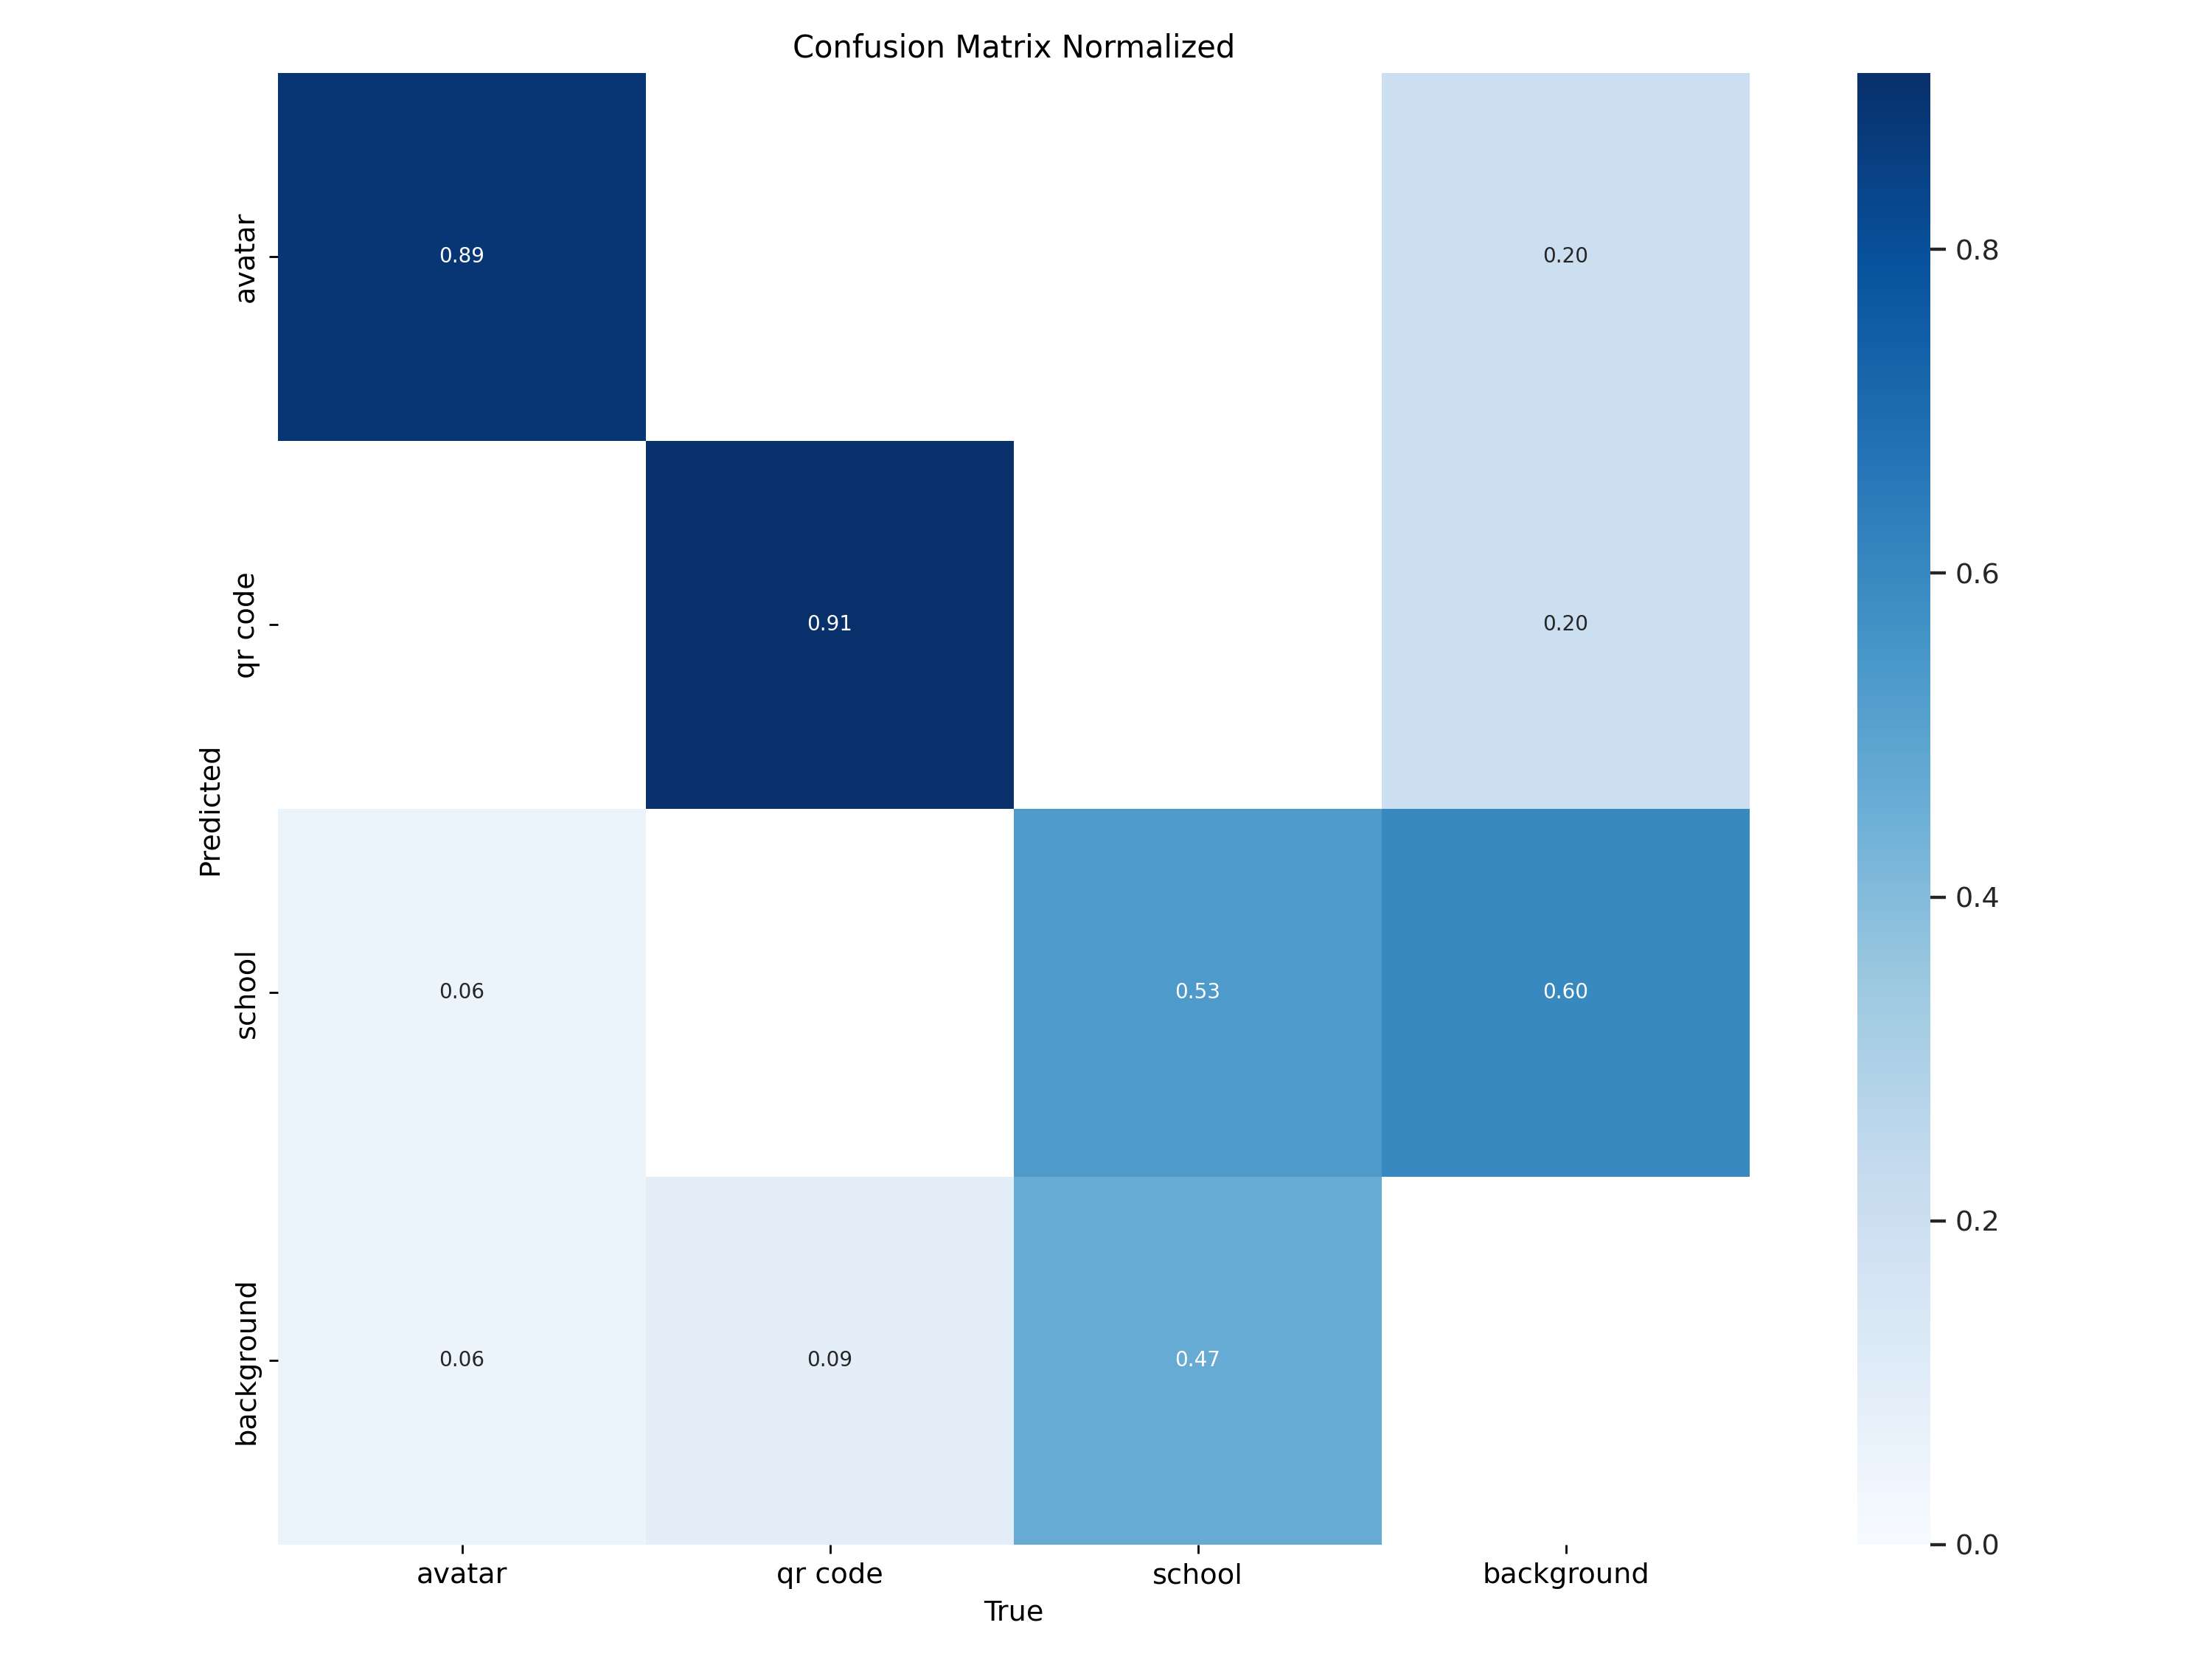 Confusion Matrix Normalized
avatar
0.89
0.20
0.8
qr code
0.91
0.20
0.6
Predicted
school
0.06
0.53
0.60
0.4
background
0.06
0.09
0.47
0.2
0.0
avatar
qr code
school
background
True